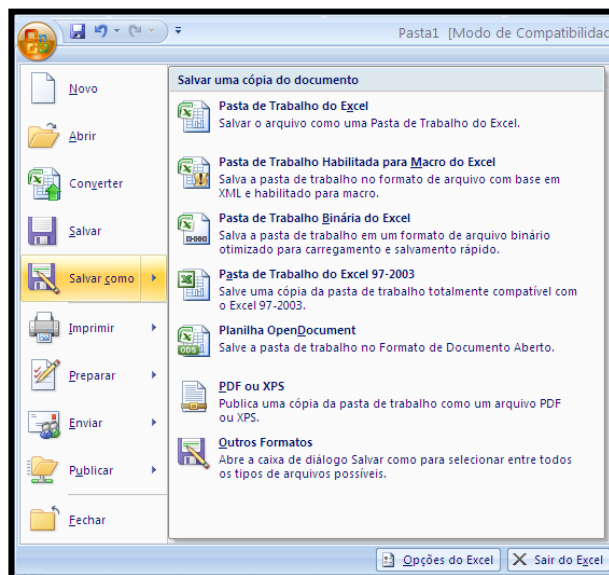 Pasta1 [Modo de Compatibilidad
Novo
Abrir
Converter
Salvar
Salvar como
Imprimir
Preparar
Enviar
Publicar
Fechar
Salvar uma cópia do documento
Pasta de Trabalho do Excel
Salvar o arquivo como uma Pasta de Trabalho do Excel.
Pasta de Trabalho Habilitada para Macro do Excel
Salva a pasta de trabalho no formato de arquivo com base em
XML e habilitado para macro.
Pasta de Trabalho Binária do Excel
Salva a pasta de trabalho em um formato de arquivo binário
otimizado para carregamento e salvamento rápido.
Pasta de Trabalho do Excel 97-2003
Salve uma cópia da pasta de trabalho totalmente compatível com
o Excel 97-2003.
Planilha OpenDocument
Salve a pasta de trabalho no Formato de Documento Aberto.
PDF ou XPS
Publica uma cópia da pasta de trabalho como um arquivo PDF
ou XPS.
Outros Formatos
Abre a caixa de diálogo Salvar como para selecionar entre todos
os tipos de arquivos possíveis.
Opções do Excel
Sair do Excel